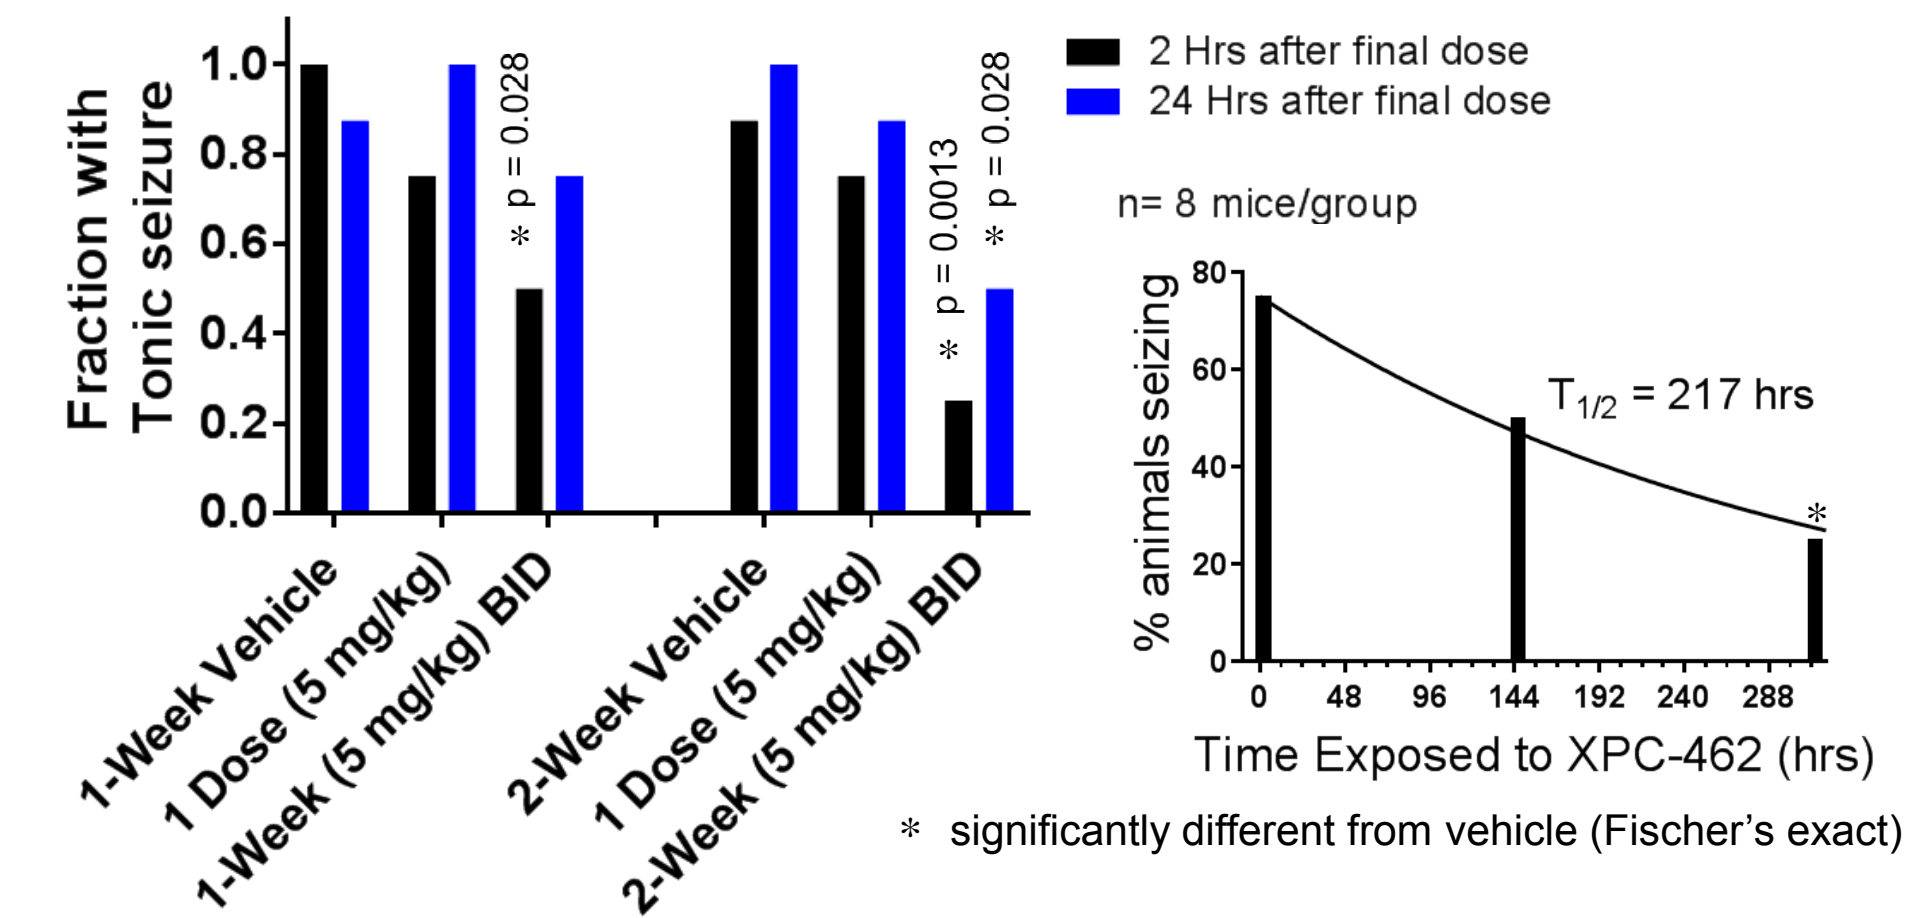 Fraction with
Tonic seizure
1.0
0.8
0.6
0.4
0.2
0.0
* p = 0.028
* p = 0.0013
* p = 0.028
1-Week Vehicle
1 Dose (5 mg/kg)
1-Week (5 mg/kg) BID
2-Week Vehicle
1 Dose (5 mg/kg)
2-Week (5 mg/kg) BID
2 Hrs after final dose
24 Hrs after final dose
n= 8 mice/group
% animals seizing
80
60
40
20
0
T1/2 = 217 hrs
*
0 48 96 144 192 240 288
Time Exposed to XPC-462 (hrs)
* significantly different from vehicle (Fischer’s exact)